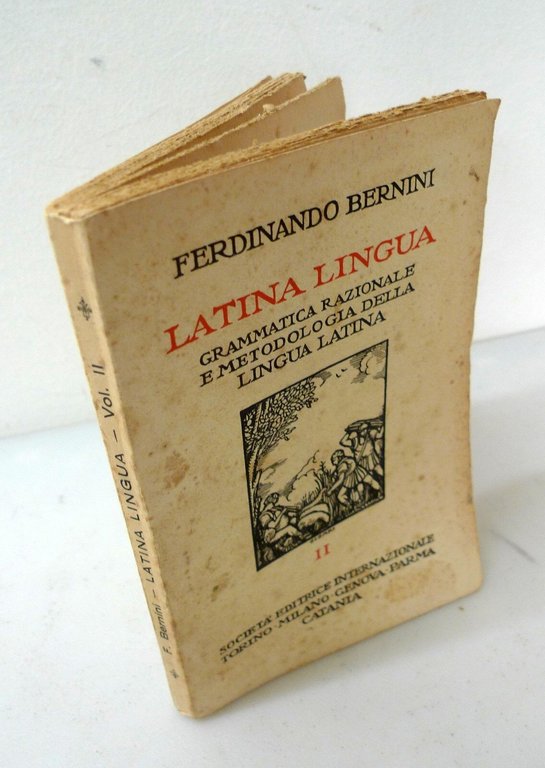 FERDINANDO BERNINI
LATINA LINGUA
GRAMMATICA RAZIONALE
E METODOLOGIA DELLA
LINGUA LATINA
II
SOCIETÀ EDITRICE INTERNAZIONALE
TORINO·MILANO·GENOVA·PARMA
CATANIA
F. Bernini — LATINA LINGUA — Vol. II